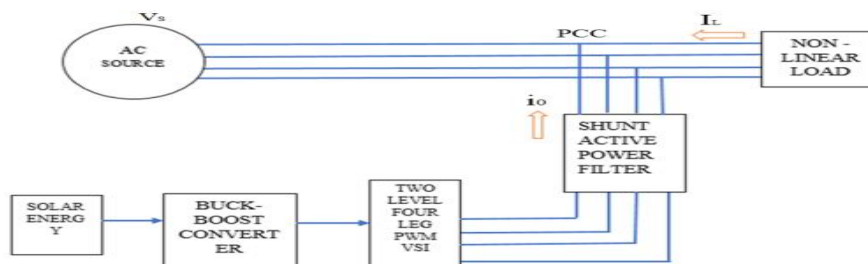 Vs
AC
SOURCE
PCC
IL
NON -
LINEAR
LOAD
io
SHUNT
ACTIVE
POWER
FILTER
SOLAR
ENERG
Y
BUCK-
BOOST
CONVERT
ER
TWO
LEVEL
FOUR
LEG
PWM
VSI